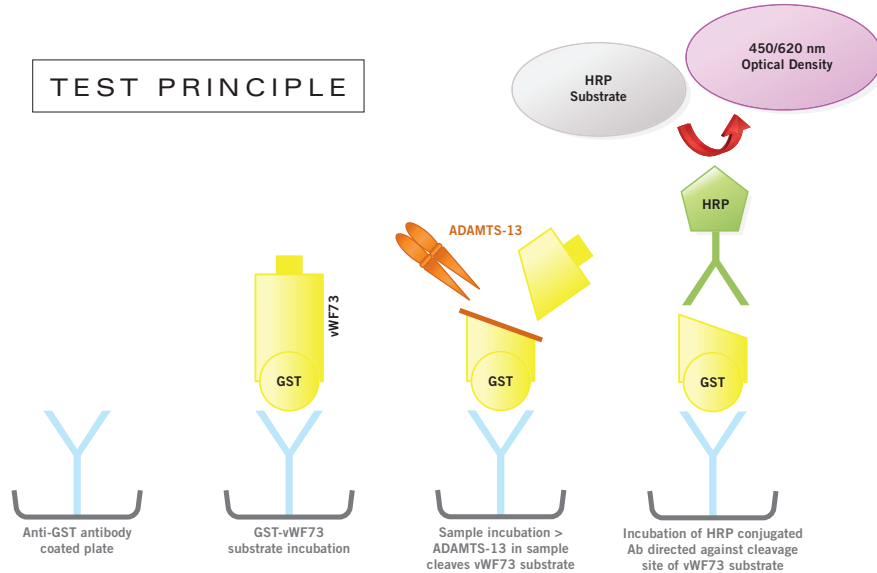 TEST PRINCIPLE
HRP
Substrate
450/620 nm
Optical Density
HRP
ADAMTS-13
vWF73
GST
GST
GST
Anti-GST antibody
coated plate
GST-vWF73
substrate incubation
Sample incubation >
ADAMTS-13 in sample
cleaves vWF73 substrate
Incubation of HRP conjugated
Ab directed against cleavage
site of vWF73 substrate